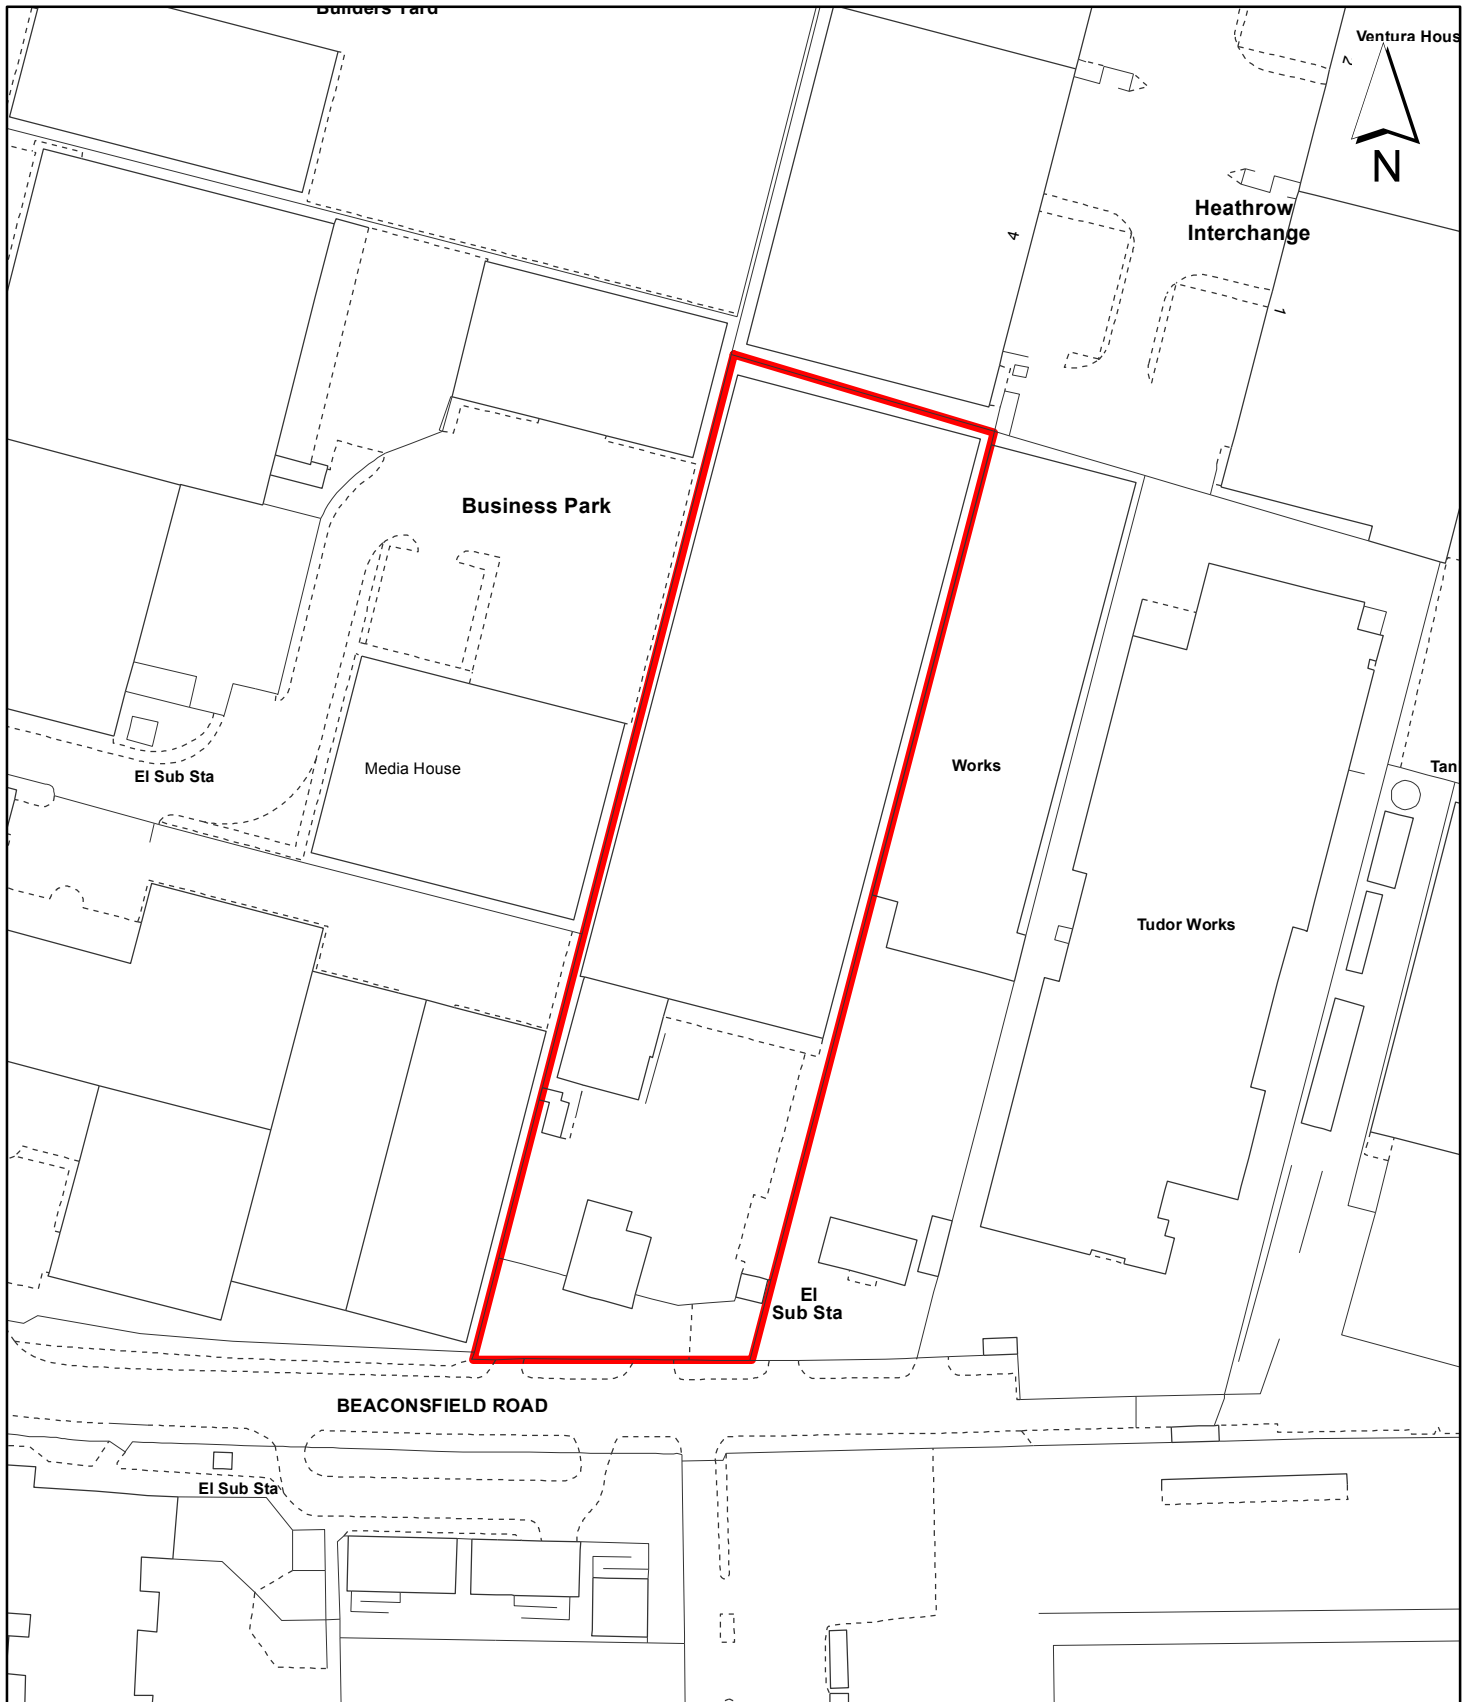 Builders Yard
Ventura Hous
7
N
Heathrow
Interchange
4
1
Business Park
Works
Tan
El Sub Sta
Media House
Tudor Works
El
Sub Sta
BEACONSFIELD ROAD
El Sub Sta